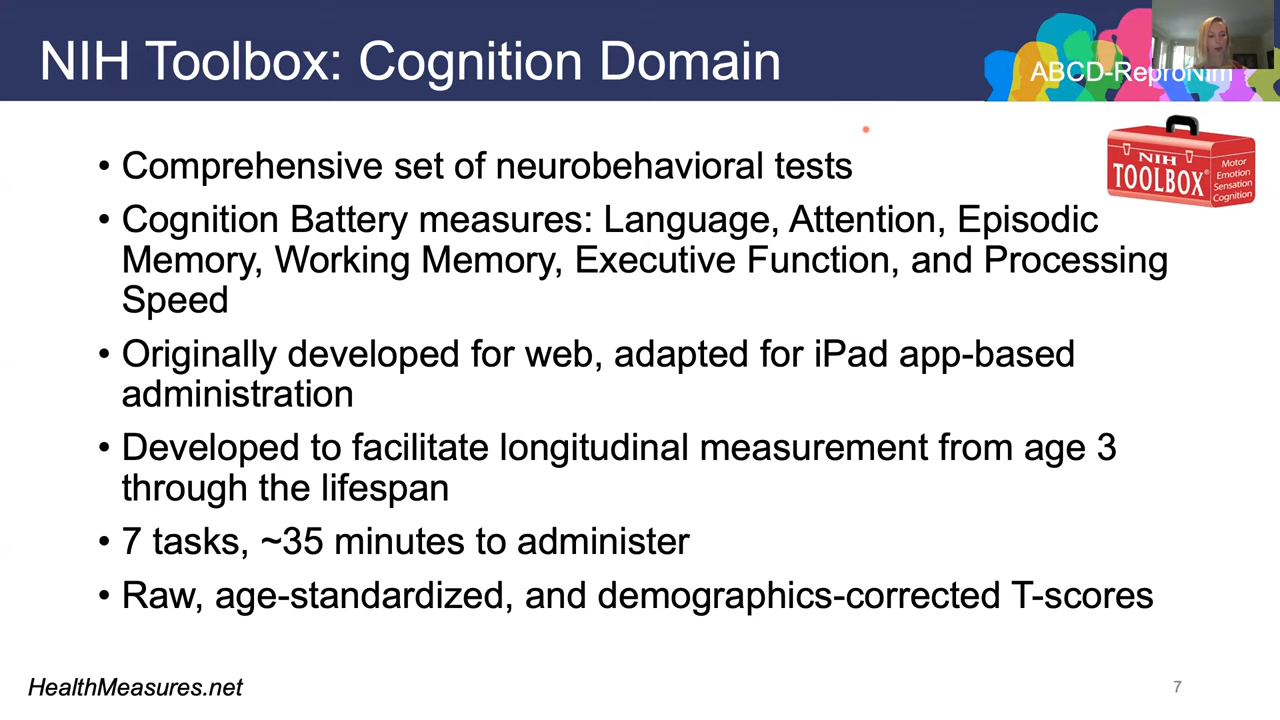 NIH Toolbox: Cognition Domain
ABCD-ReproNim
• Comprehensive set of neurobehavioral tests
NIH
TOOLBOX®
Motor
Emotion
Sensation
Cognition
• Cognition Battery measures: Language, Attention, Episodic
Memory, Working Memory, Executive Function, and Processing
Speed
• Originally developed for web, adapted for iPad app-based
administration
• Developed to facilitate longitudinal measurement from age 3
through the lifespan
• 7 tasks, ~35 minutes to administer
• Raw, age-standardized, and demographics-corrected T-scores
HealthMeasures.net
7